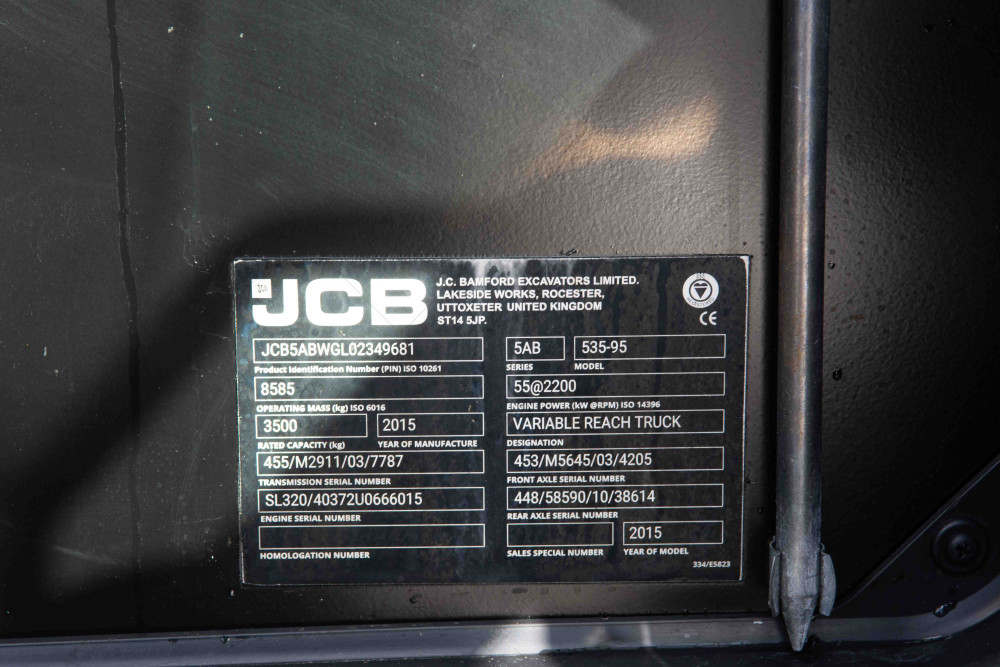 JCB
J.C. BAMFORD EXCAVATORS LIMITED.
LAKESIDE WORKS, ROCESTER,
UTTOXETER UNITED KINGDOM
ST14 5JP.
CE
JCB5ABWGL02349681
Product Identification Number (PIN) ISO 10261
5AB
535-95
SERIES
MODEL
8585
OPERATING MASS (kg) ISO 6016
55@2200
ENGINE POWER (kW @RPM) ISO 14396
3500
2015
RATED CAPACITY (kg)
YEAR OF MANUFACTURE
VARIABLE REACH TRUCK
DESIGNATION
455/M2911/03/7787
TRANSMISSION SERIAL NUMBER
453/M5645/03/4205
FRONT AXLE SERIAL NUMBER
SL320/40372U0666015
ENGINE SERIAL NUMBER
448/58590/10/38614
REAR AXLE SERIAL NUMBER
HOMOLOGATION NUMBER
2015
SALES SPECIAL NUMBER
YEAR OF MODEL
334/E5823